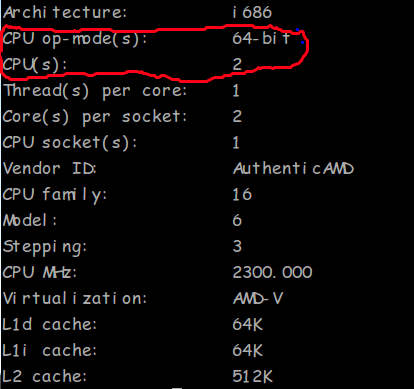 Architecture: i686
CPU op-mode(s): 64-bit
CPU(s): 2
Thread(s) per core: 1
Core(s) per socket: 2
CPU socket(s): 1
Vendor ID: AuthenticAMD
CPU family: 16
Model: 6
Stepping: 3
CPU MHz: 2300.000
Virtualization: AMD-V
L1d cache: 64K
L1i cache: 64K
L2 cache: 512K